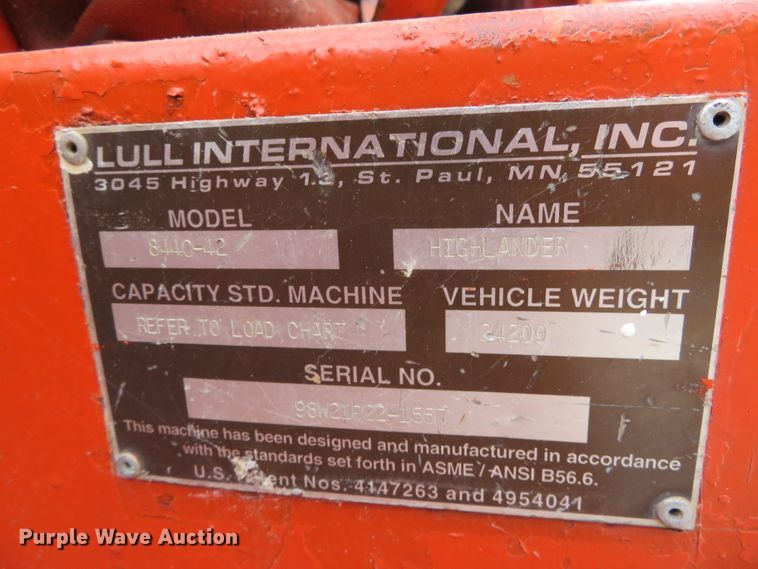 LULL INTERNATIONAL, INC.
3045 Highway 13, St. Paul, MN 55121
MODEL NAME
844C-42 HIGHLANDER
CAPACITY STD. MACHINE VEHICLE WEIGHT
REFER TO LOAD CHART 24200
SERIAL NO.
98W21P22-1557
This machine has been designed and manufactured in accordance
with the standards set forth in ASME / ANSI B56.6.
U.S. Patent Nos. 4147263 and 4954041
Purple Wave Auction